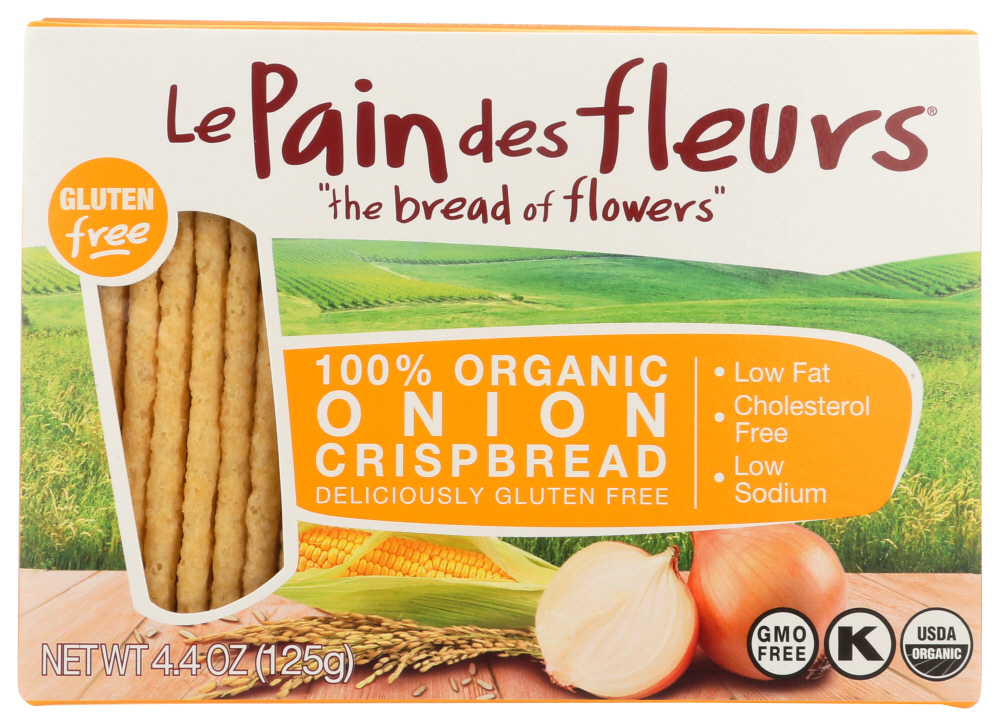 Le Pain des fleurs®
"the bread of flowers"
GLUTEN
free
100% ORGANIC
ONION
CRISPBREAD
DELICIOUSLY GLUTEN FREE
• Low Fat
• Cholesterol
Free
• Low
Sodium
NET WT 4.4 OZ (125g)
GMO
FREE
K
USDA
ORGANIC